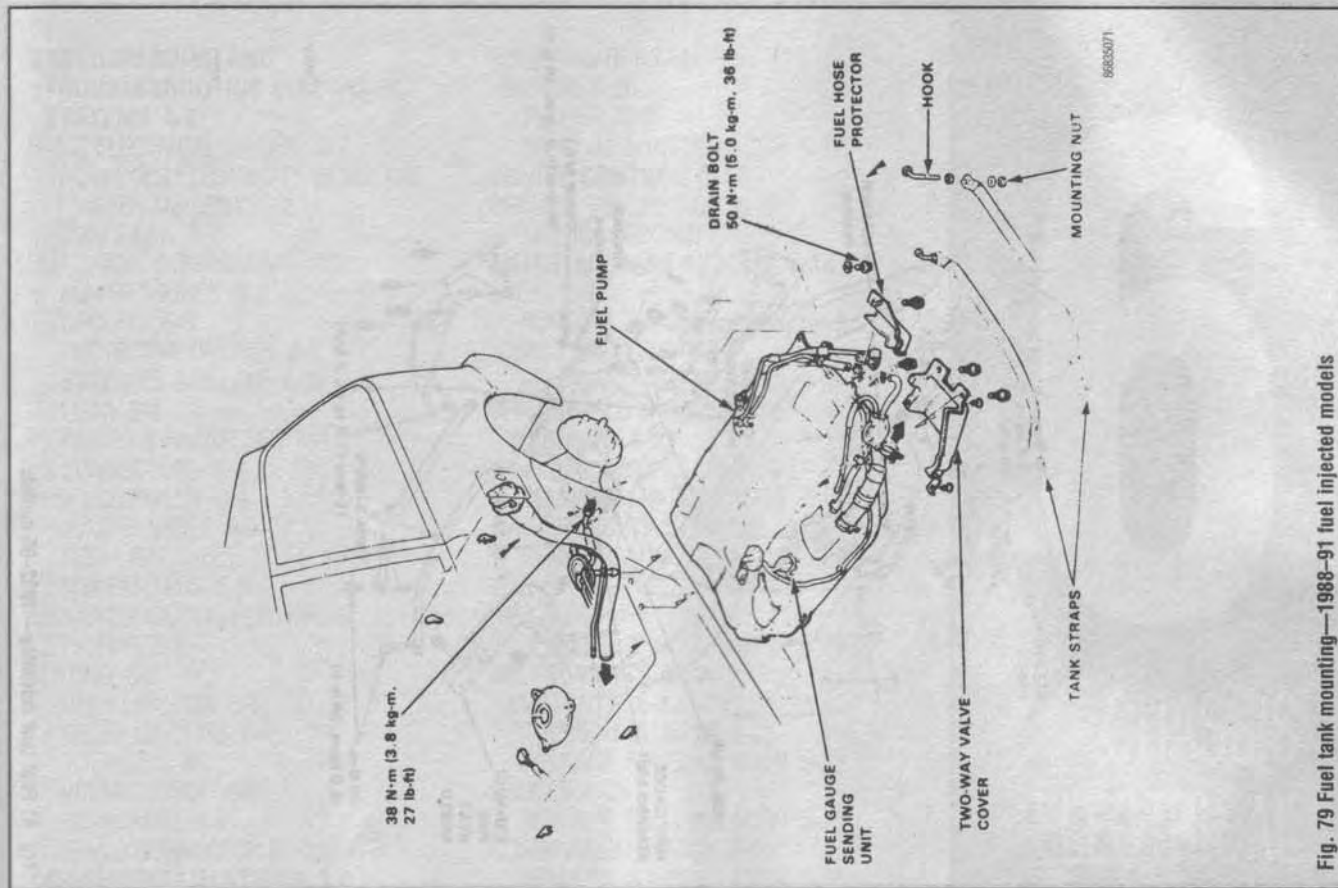 38 N·m (3.8 kg-m.
27 lb-ft)
FUEL PUMP
DRAIN BOLT
50 N·m (5.0 kg-m. 36 lb-ft)
FUEL HOSE
PROTECTOR
HOOK
MOUNTING NUT
FUEL GAUGE
SENDING
UNIT
TWO-WAY VALVE
COVER
TANK STRAPS
86835071
Fig. 79 Fuel tank mounting—1988–91 fuel injected models